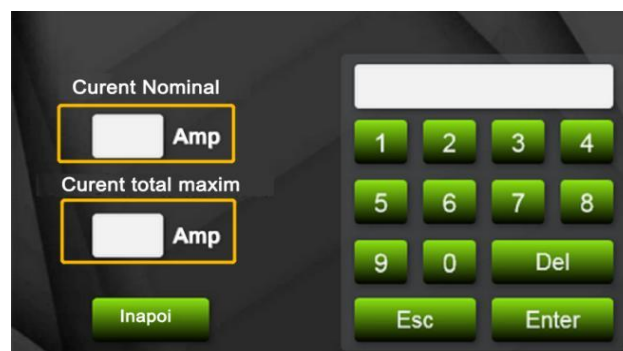 Curent Nominal
Amp
Curent total maxim
Amp
Inapoi
1 2 3 4
5 6 7 8
9 0 Del
Esc Enter